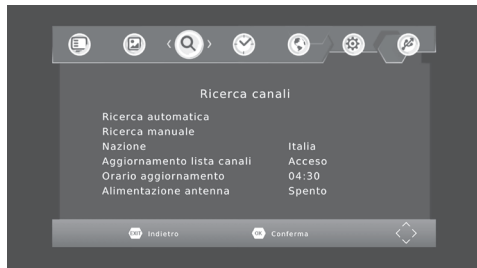 Ricerca canali
Ricerca automatica
Ricerca manuale
Nazione Italia
Aggiornamento lista canali Acceso
Orario aggiornamento 04:30
Alimentazione antenna Spento
EXIT Indietro OK Conferma